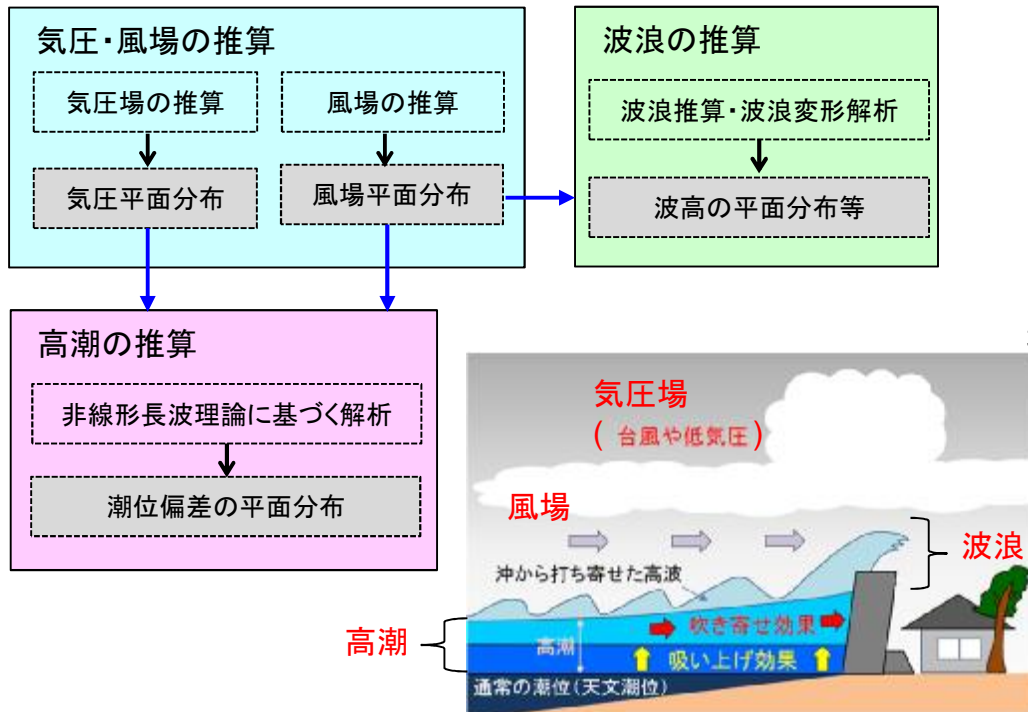 気圧・風場の推算
気圧場の推算
風場の推算
気圧平面分布
風場平面分布
波浪の推算
波浪推算・波浪変形解析
波高の平面分布等
高潮の推算
非線形長波理論に基づく解析
潮位偏差の平面分布
気圧場
(台風や低気圧)
風場
波浪
沖から打ち寄せた高波
高潮
吹き寄せ効果
高潮
吸い上げ効果
通常の潮位(天文潮位)